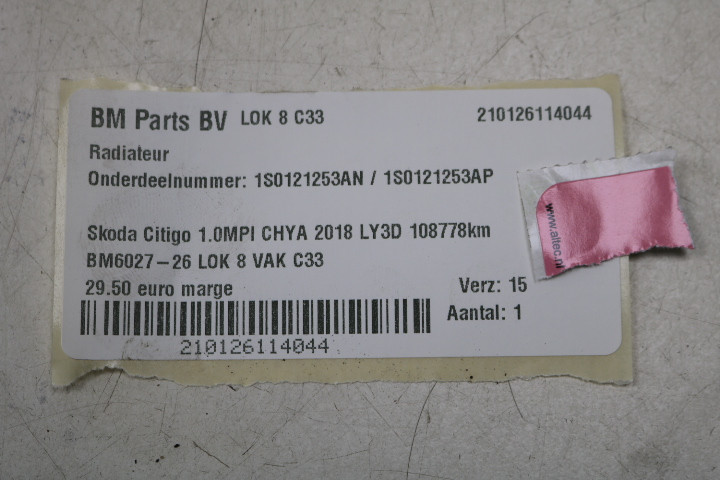 BM Parts BV LOK 8 C33 210126114044
Radiateur
Onderdeelnummer: 1S0121253AN / 1S0121253AP
Skoda Citigo 1.0MPI CHYA 2018 LY3D 108778km
BM6027-26 LOK 8 VAK C33
29.50 euro marge Verz: 15
Aantal: 1
210126114044
www.altec.nl